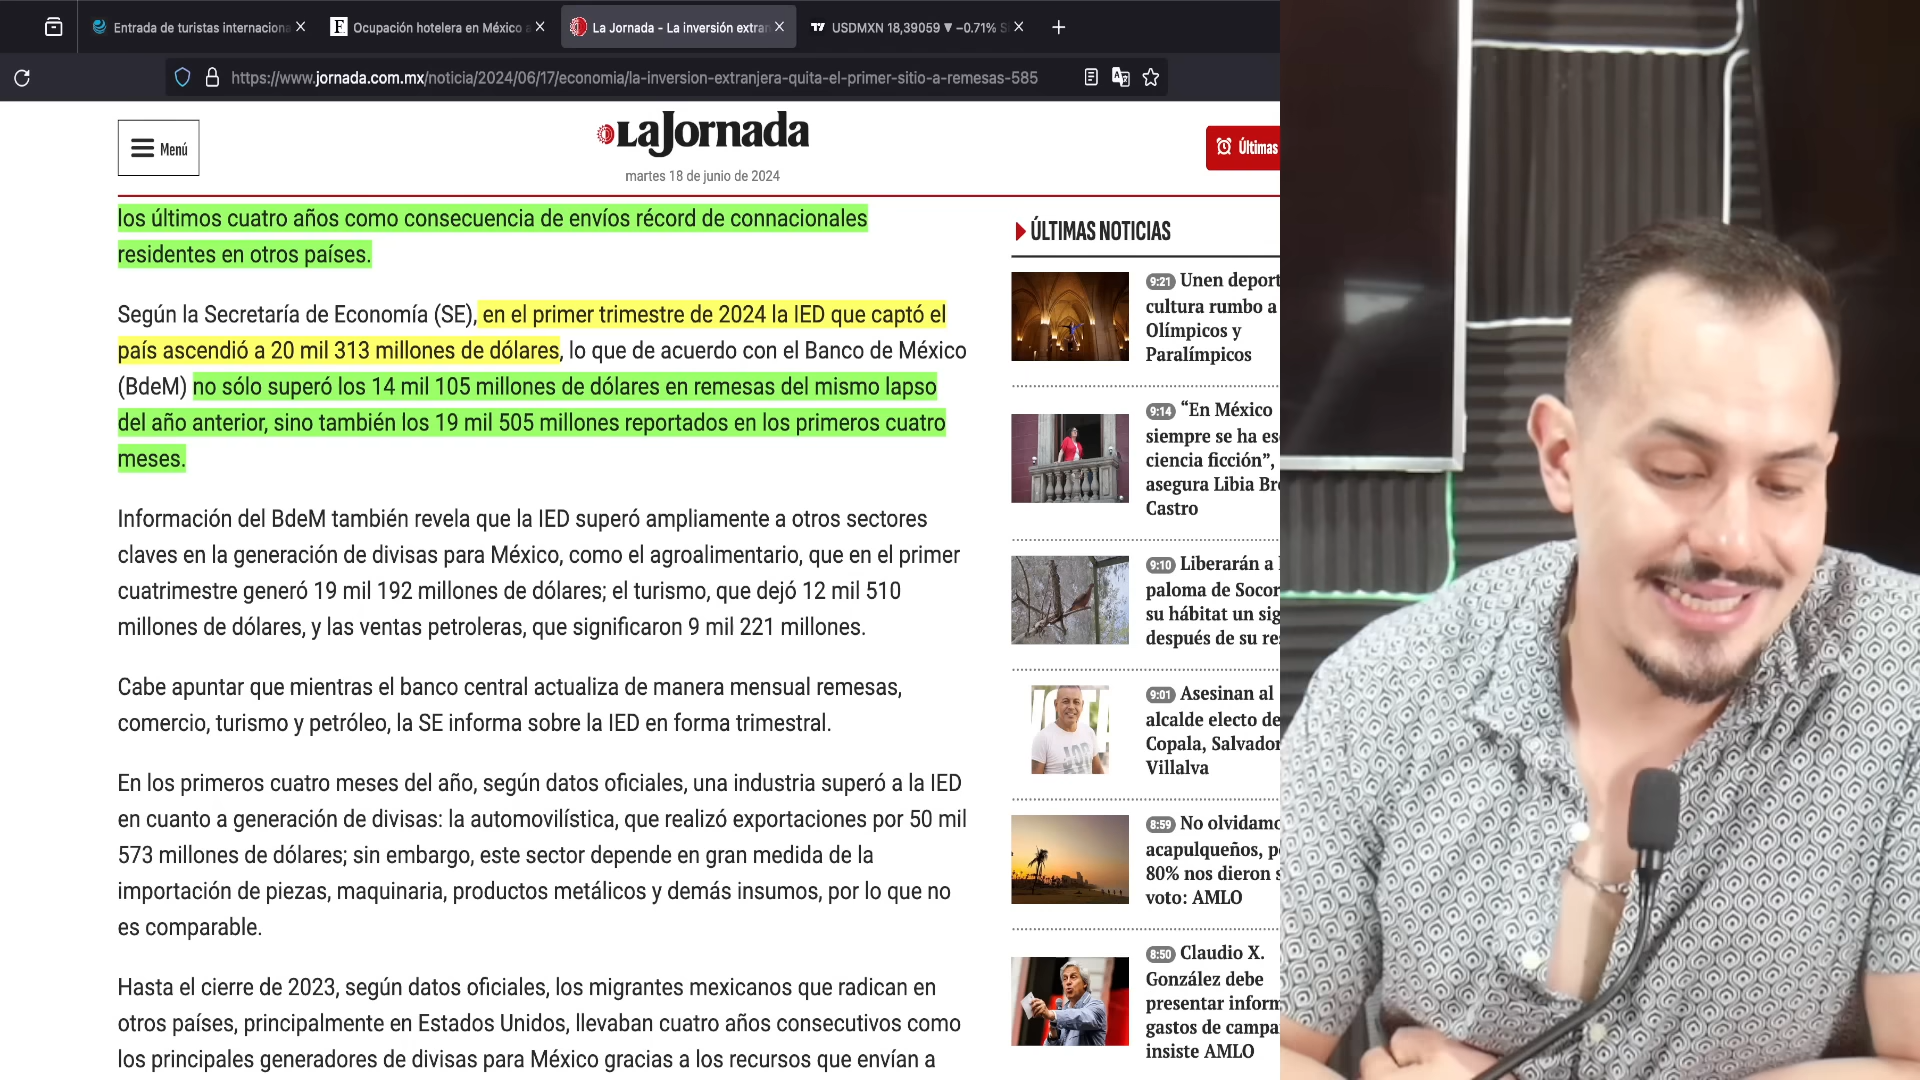 Entrada de turistas internaciona
Ocupación hotelera en México
La Jornada - La inversión extran
USDMXN 18,39059 ▼ −0.71% S
https://www.jornada.com.mx/noticia/2024/06/17/economia/la-inversion-extranjera-quita-el-primer-sitio-a-remesas-585
Menú
La Jornada
martes 18 de junio de 2024
Últimas
los últimos cuatro años como consecuencia de envíos récord de connacionales
residentes en otros países.
Según la Secretaría de Economía (SE), en el primer trimestre de 2024 la IED que captó el
país ascendió a 20 mil 313 millones de dólares, lo que de acuerdo con el Banco de México
(BdeM) no sólo superó los 14 mil 105 millones de dólares en remesas del mismo lapso
del año anterior, sino también los 19 mil 505 millones reportados en los primeros cuatro
meses.
Información del BdeM también revela que la IED superó ampliamente a otros sectores
claves en la generación de divisas para México, como el agroalimentario, que en el primer
cuatrimestre generó 19 mil 192 millones de dólares; el turismo, que dejó 12 mil 510
millones de dólares, y las ventas petroleras, que significaron 9 mil 221 millones.
Cabe apuntar que mientras el banco central actualiza de manera mensual remesas,
comercio, turismo y petróleo, la SE informa sobre la IED en forma trimestral.
En los primeros cuatro meses del año, según datos oficiales, una industria superó a la IED
en cuanto a generación de divisas: la automovilística, que realizó exportaciones por 50 mil
573 millones de dólares; sin embargo, este sector depende en gran medida de la
importación de piezas, maquinaria, productos metálicos y demás insumos, por lo que no
es comparable.
Hasta el cierre de 2023, según datos oficiales, los migrantes mexicanos que radican en
otros países, principalmente en Estados Unidos, llevaban cuatro años consecutivos como
los principales generadores de divisas para México gracias a los recursos que envían a
ÚLTIMAS NOTICIAS
9:21 Unen deport
cultura rumbo a
Olímpicos y
Paralímpicos
9:14 “En México
siempre se ha es
ciencia ficción”,
asegura Libia Br
Castro
9:10 Liberarán a
paloma de Socor
su hábitat un sig
después de su re
9:01 Asesinan al
alcalde electo de
Copala, Salvador
Villalva
8:59 No olvidamo
acapulqueños, p
80% nos dieron s
voto: AMLO
8:50 Claudio X.
González debe
presentar inform
gastos de campa
insiste AMLO